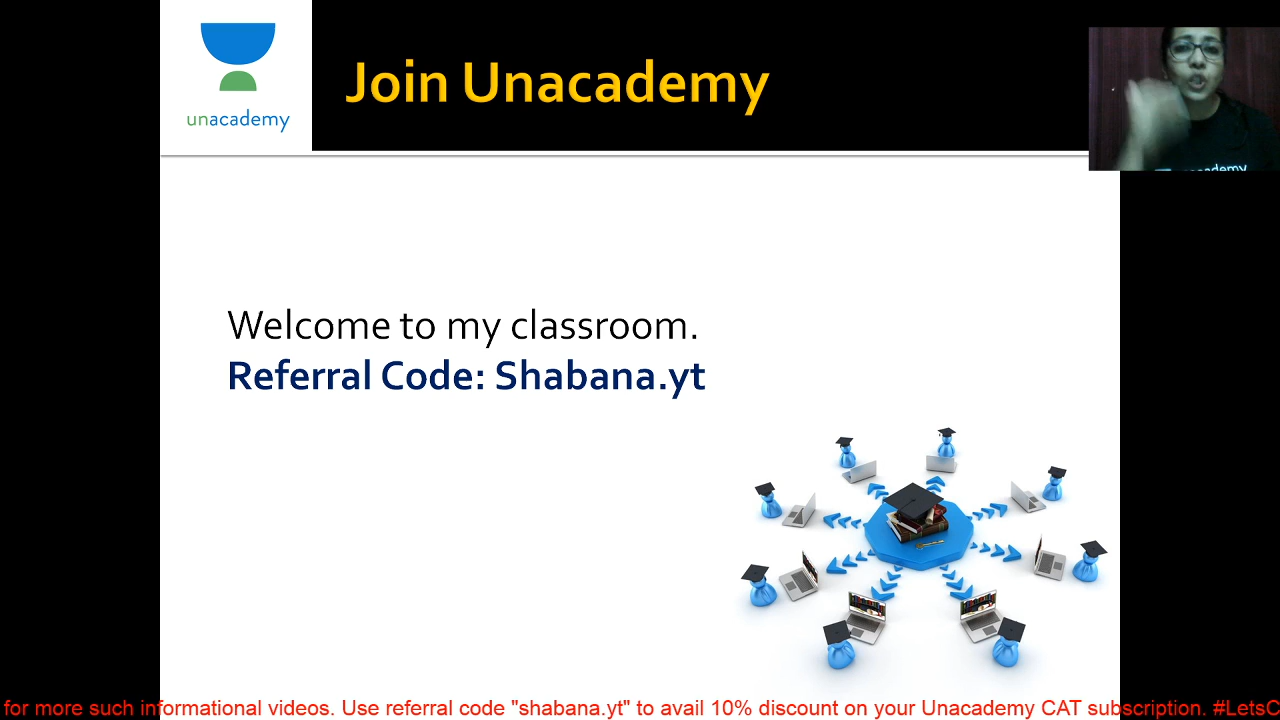 unacademy
Join Unacademy
Welcome to my classroom.
Referral Code: Shabana.yt
for more such informational videos. Use referral code "shabana.yt" to avail 10% discount on your Unacademy CAT subscription. #LetsC